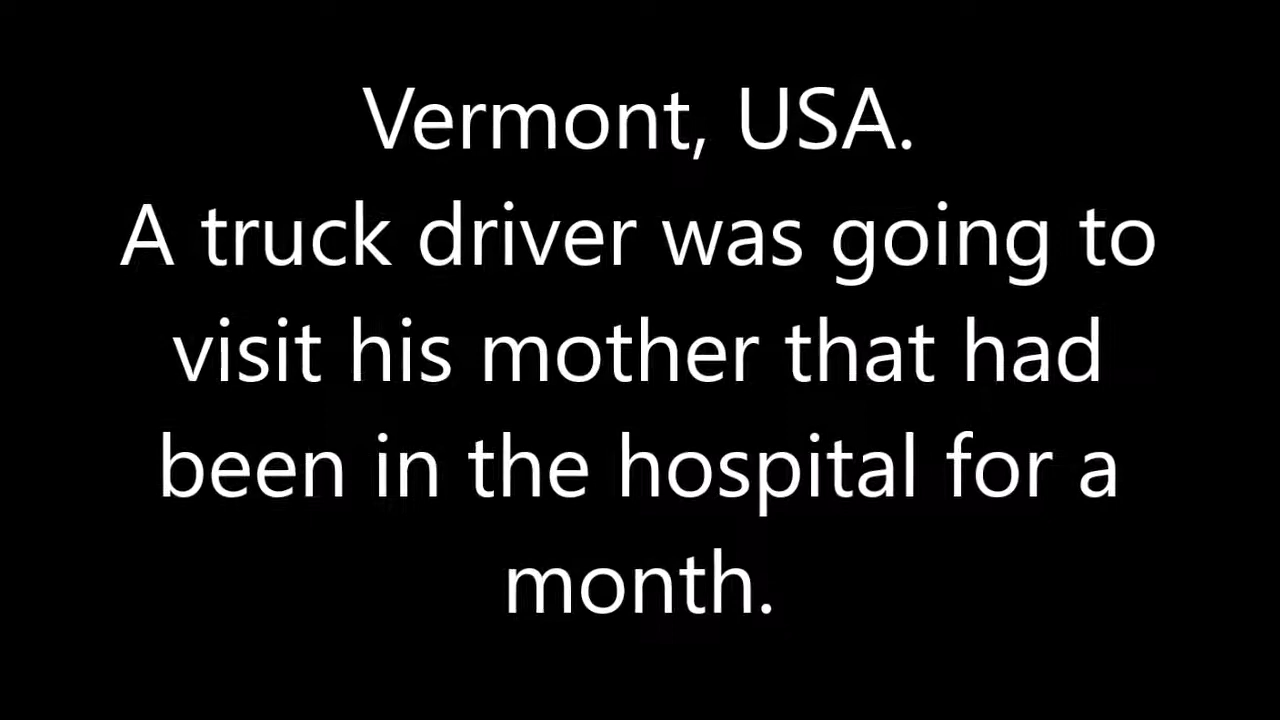 Vermont, USA.
A truck driver was going to
visit his mother that had
been in the hospital for a
month.